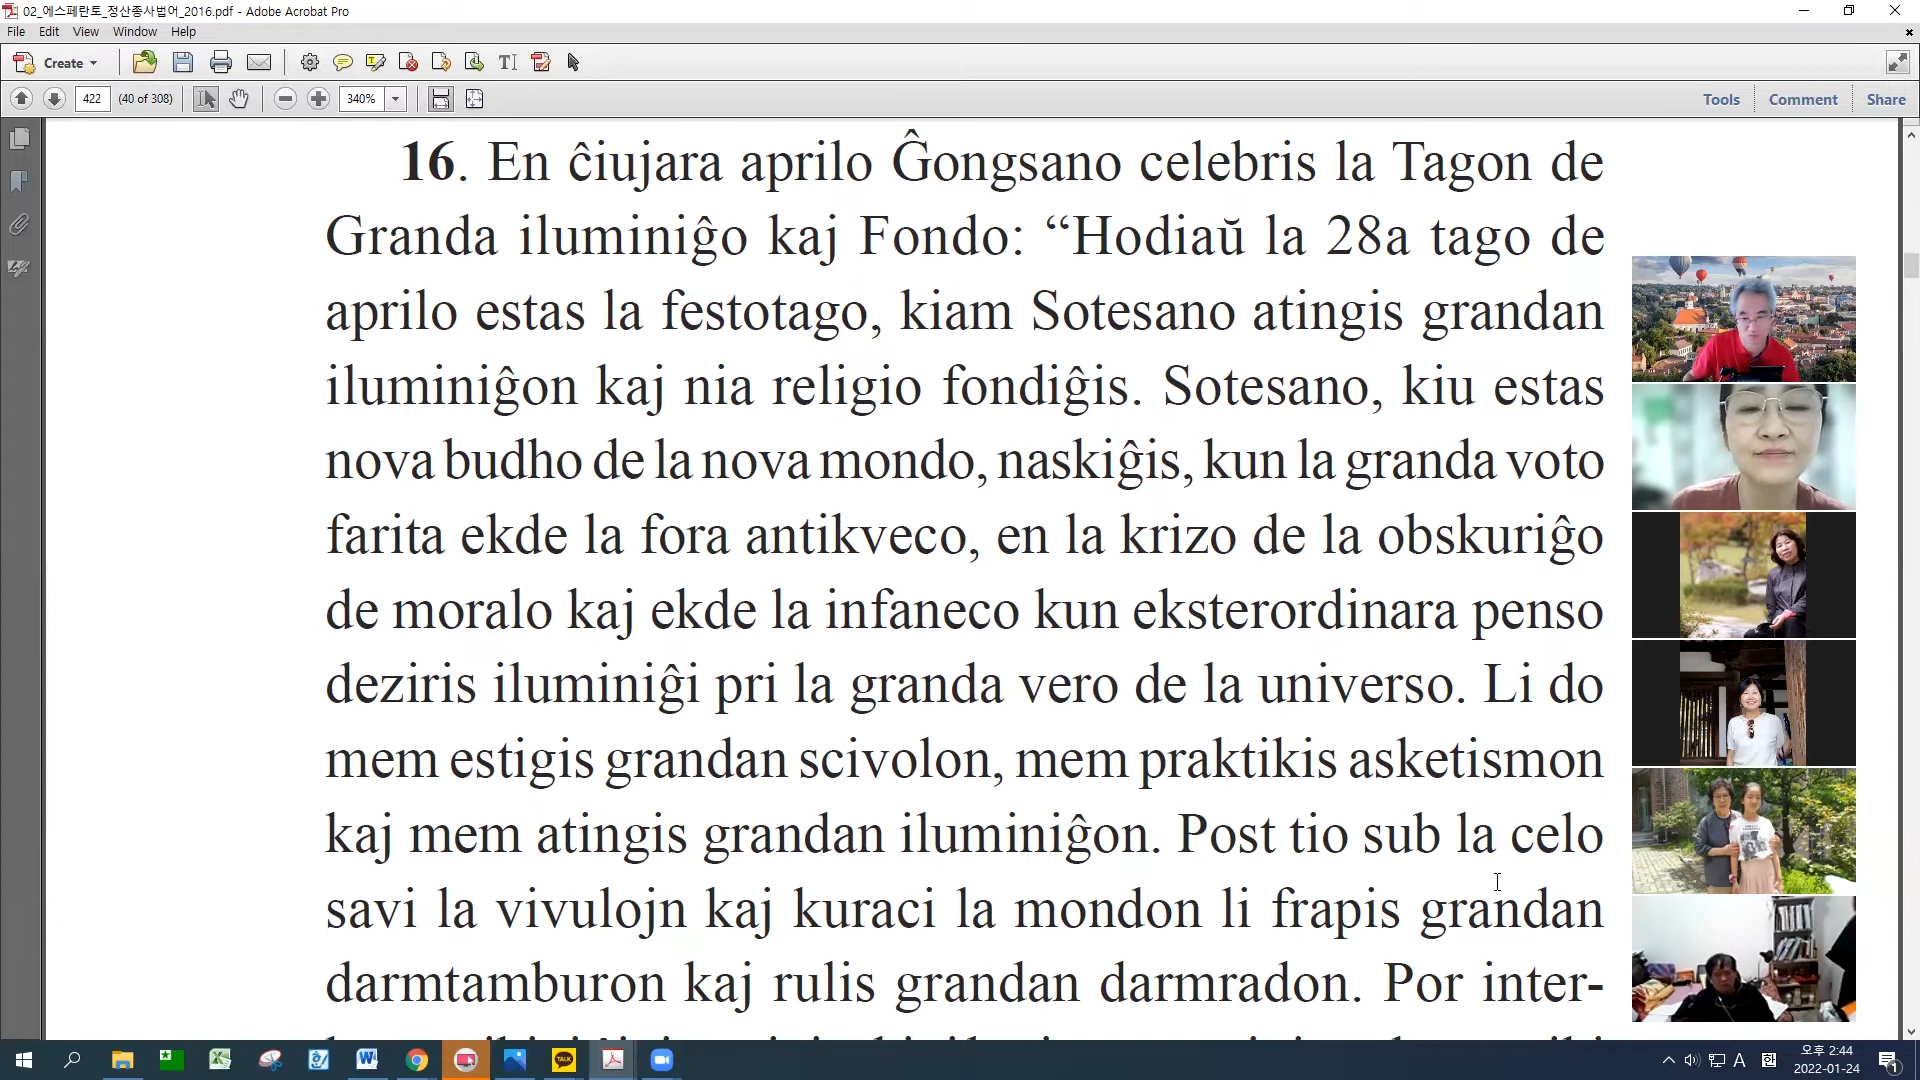 02_에스페란토_정산종사법어_2016.pdf - Adobe Acrobat Pro
File Edit View Window Help
Create
422 (40 of 308) 340% Tools Comment Share
16. En ĉiujara aprilo Ĝongsano celebris la Tagon de
Granda iluminiĝo kaj Fondo: “Hodiaŭ la 28a tago de
aprilo estas la festotago, kiam Sotesano atingis grandan
iluminiĝon kaj nia religio fondiĝis. Sotesano, kiu estas
nova budho de la nova mondo, naskiĝis, kun la granda voto
farita ekde la fora antikveco, en la krizo de la obskuriĝo
de moralo kaj ekde la infaneco kun eksterordinara penso
deziris iluminiĝi pri la granda vero de la universo. Li do
mem estigis grandan scivolon, mem praktikis asketismon
kaj mem atingis grandan iluminiĝon. Post tio sub la celo
savi la vivulojn kaj kuraci la mondon li frapis grandan
darmtamburon kaj rulis grandan darmradon. Por inter-
TALK
A 한 오후 2:44
2022-01-24 1